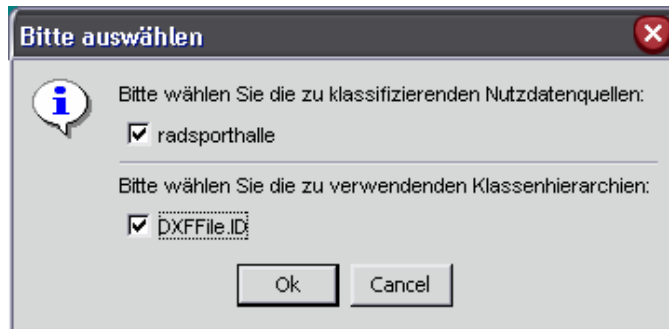 Bitte auswählen
Bitte wählen Sie die zu klassifizierenden Nutzdatenquellen:
radsporthalle
Bitte wählen Sie die zu verwendenden Klassenhierarchien:
DXFFile.ID
Ok Cancel